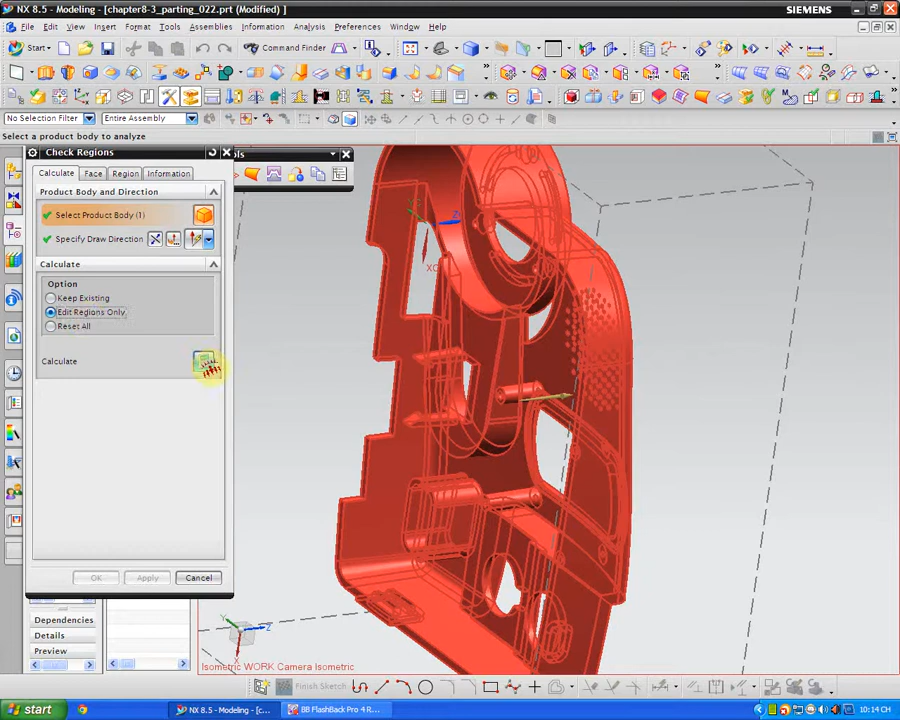 NX 8.5 - Modeling - [chapter8-3_parting_022.prt (Modified) ]
SIEMENS
File Edit View Insert Format Tools Assemblies Information Analysis Preferences Window Help
Start
Command Finder
No Selection Filter
Entire Assembly
Select a product body to analyze
Check Regions
ols
Calculate Face Region Information
Product Body and Direction
Select Product Body (1)
Specify Draw Direction
Calculate
Option
Keep Existing
Edit Regions Only
Reset All
Calculate
OK Apply Cancel
Dependencies
Details
Preview
XC
Z
Y
Z
X
Isometric WORK Camera Isometric
Finish Sketch
start
NX 8.5 - Modeling - [c...
BB FlashBack Pro 4 R...
10:14 CH